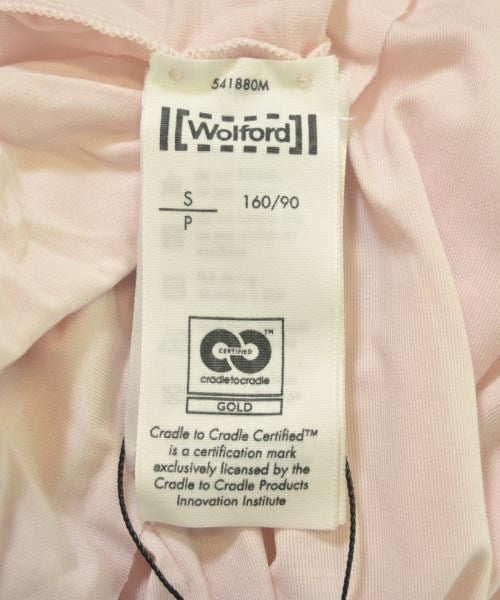 541880M
Wolford
S 160/90
P
CERTIFIED ™
cradletocradle
GOLD
Cradle to Cradle Certified™
is a certification mark
exclusively licensed by the
Cradle to Cradle Products
Innovation Institute